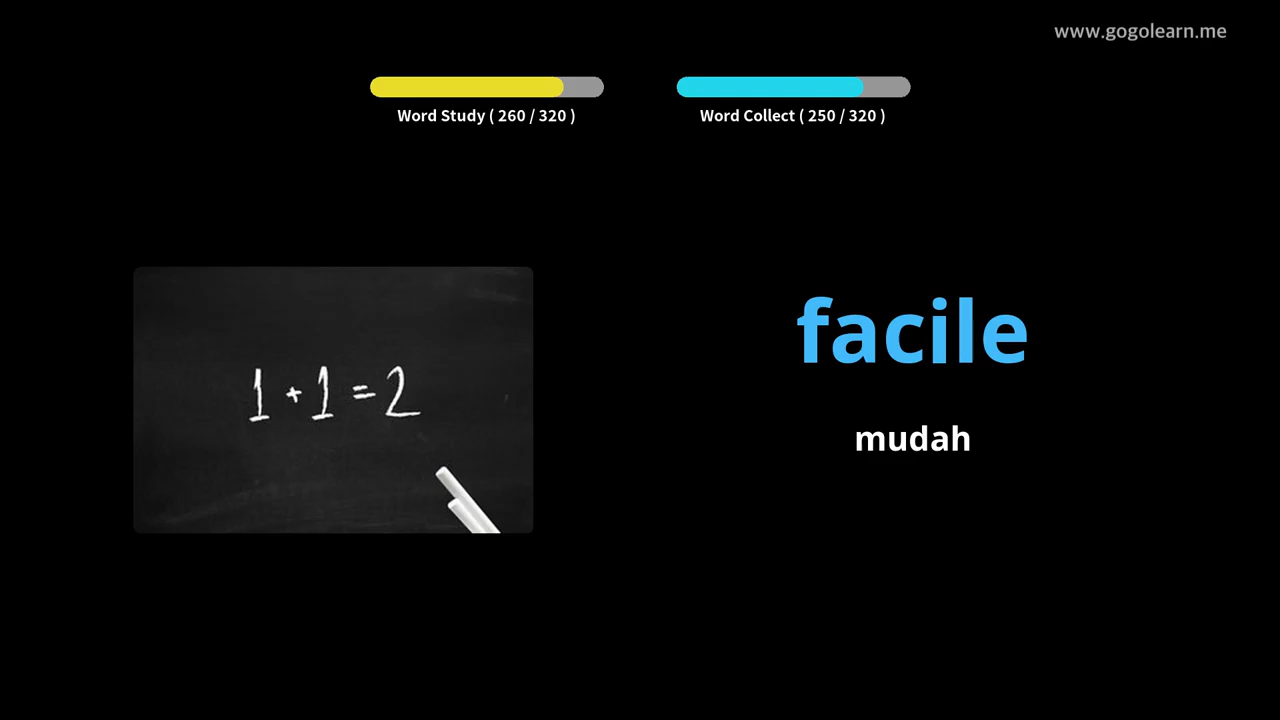 www.gogolearn.me
Word Study ( 260 / 320 )
Word Collect ( 250 / 320 )
1 + 1 = 2
facile
mudah